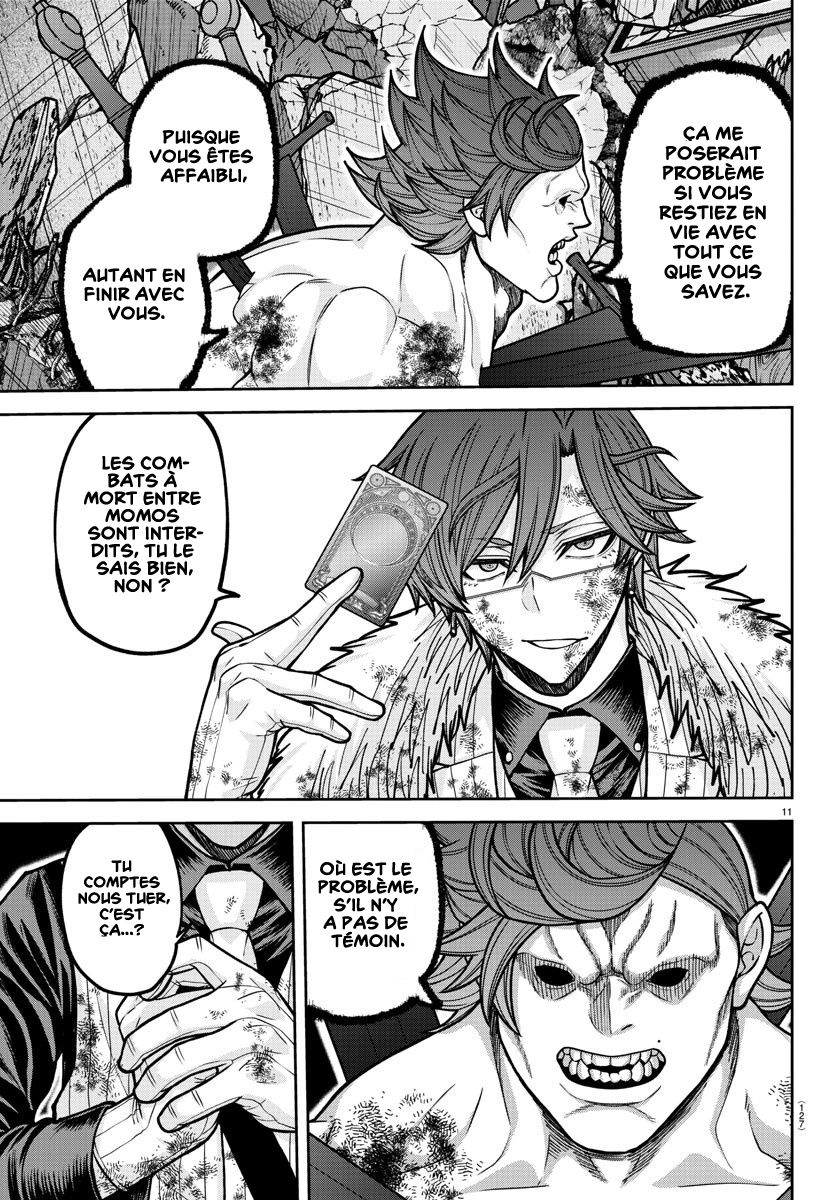 ÇA ME
POSERAIT
PROBLÈME
SI VOUS
RESTIEZ EN
VIE AVEC
TOUT CE
QUE VOUS
SAVEZ.
PUISQUE
VOUS ÊTES
AFFAIBLI,
AUTANT EN
FINIR AVEC
VOUS.
LES COM-
BATS À
MORT ENTRE
MOMOS
SONT INTER-
DITS, TU LE
SAIS BIEN,
NON ?
11
OÙ EST LE
PROBLÈME,
S'IL N'Y
A PAS DE
TÉMOIN.
TU
COMPTES
NOUS TUER,
C'EST
ÇA...?
(127)